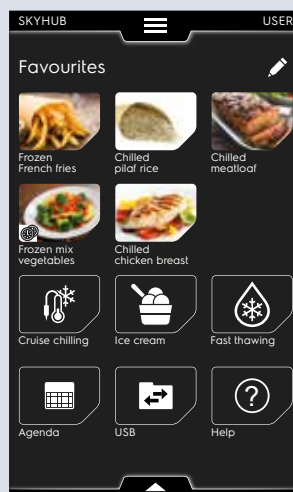 SKYHUB USER
Favourites
Frozen
French fries
Chilled
pilaf rice
Chilled
meatloaf
Frozen mix
vegetables
Chilled
chicken breast
Cruise chilling
Ice cream
Fast thawing
Agenda
USB
Help